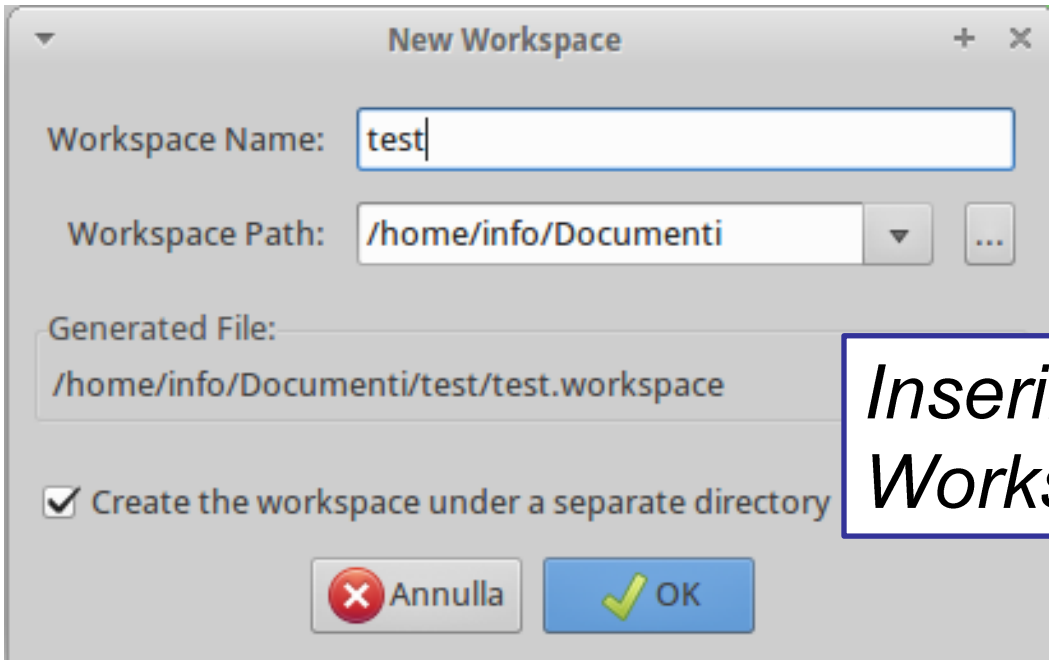 New Workspace
Workspace Name: test
Workspace Path: /home/info/Documenti ...
Generated File:
/home/info/Documenti/test/test.workspace
Create the workspace under a separate directory
Annulla OK